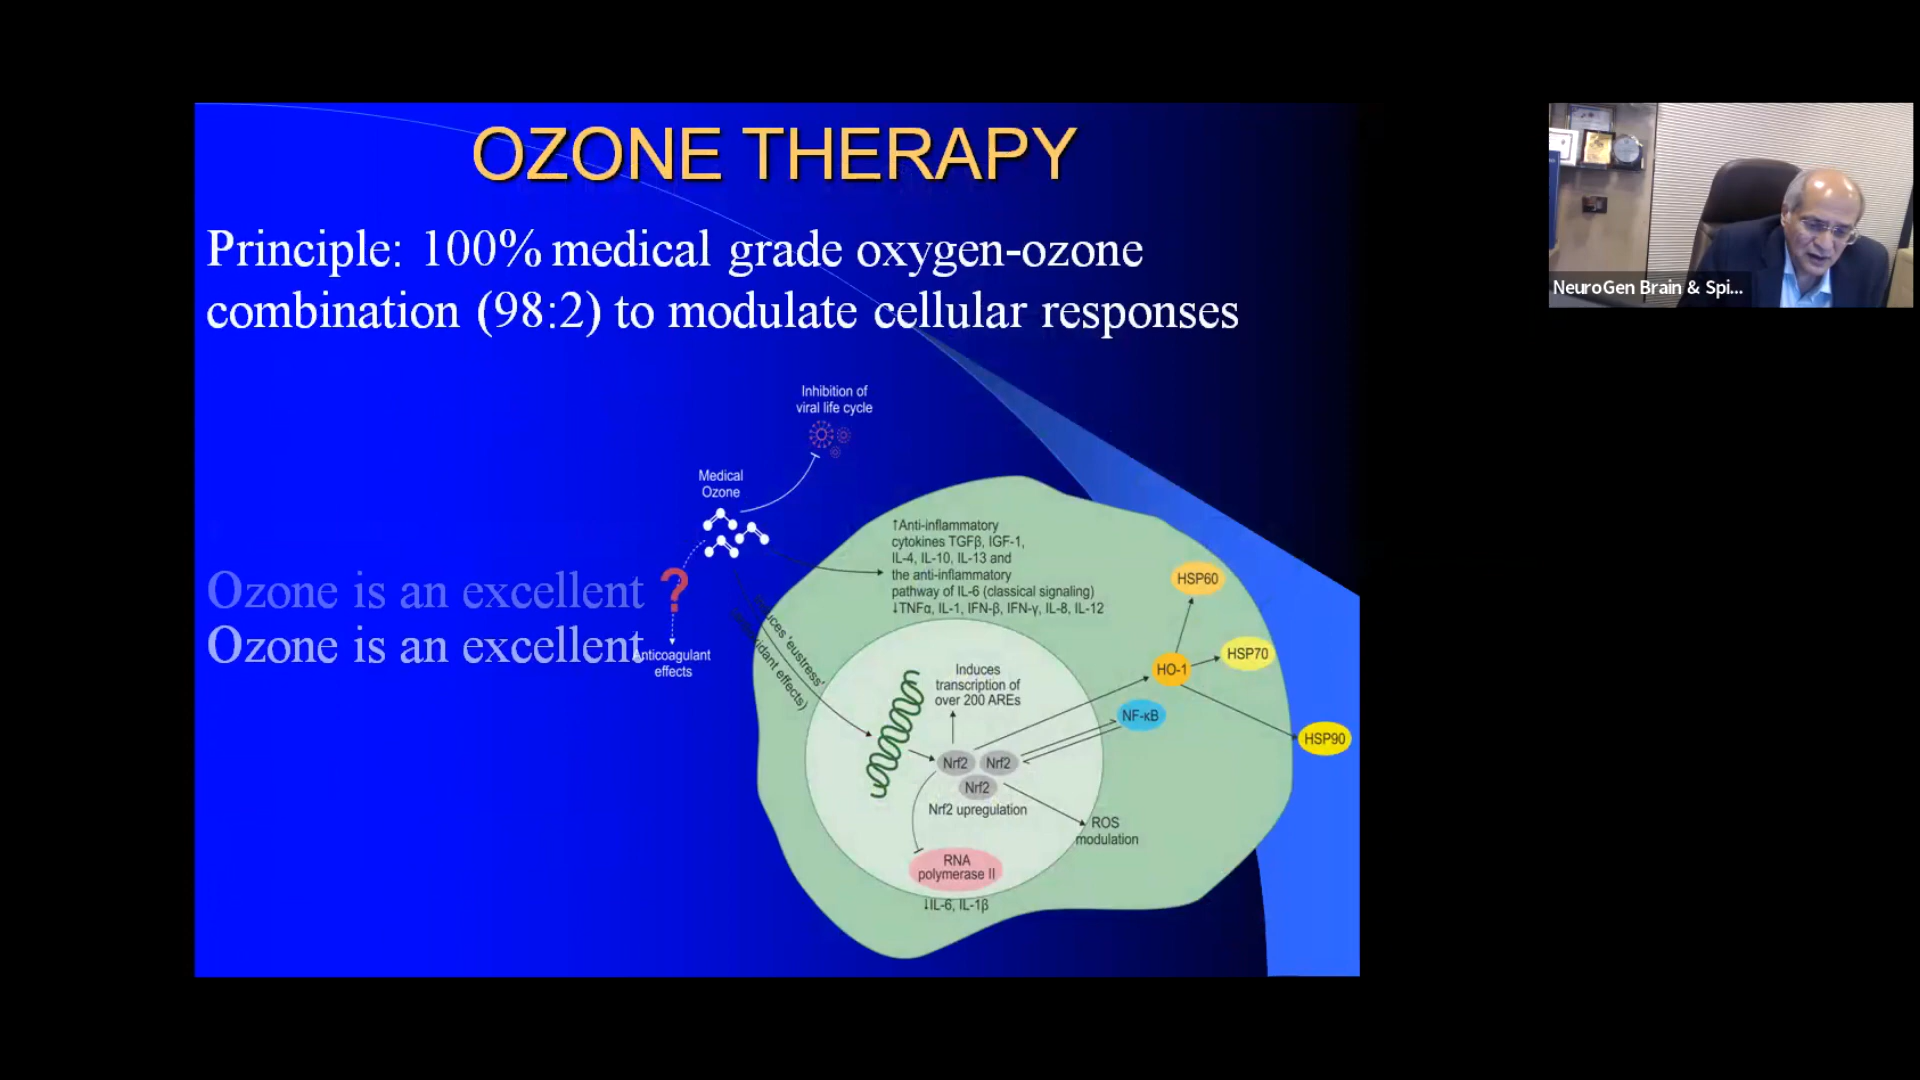 OZONE THERAPY
Principle: 100% medical grade oxygen-ozone
combination (98:2) to modulate cellular responses
Inhibition of
viral life cycle
Medical
Ozone
?
Anticoagulant
effects
Ozone is an excellent
Ozone is an excellent
'eustress'
effects)
↑Anti-inflammatory
cytokines TGFβ, IGF-1,
IL-4, IL-10, IL-13 and
the anti-inflammatory
pathway of IL-6 (classical signaling)
↓TNFα, IL-1, IFN-β, IFN-γ, IL-8, IL-12
Induces
transcription of
over 200 AREs
Nrf2
Nrf2
Nrf2
Nrf2 upregulation
RNA
polymerase II
↓IL-6, IL-1β
ROS
modulation
NF-κB
HO-1
HSP60
HSP70
HSP90
NeuroGen Brain & Spi...